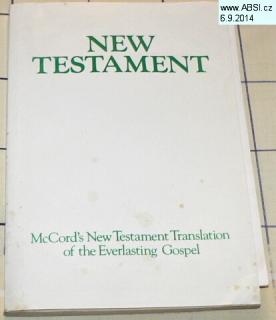 www.ABSI.cz
6.9.2014
NEW
TESTAMENT
McCord's New Testament Translation
of the Everlasting Gospel